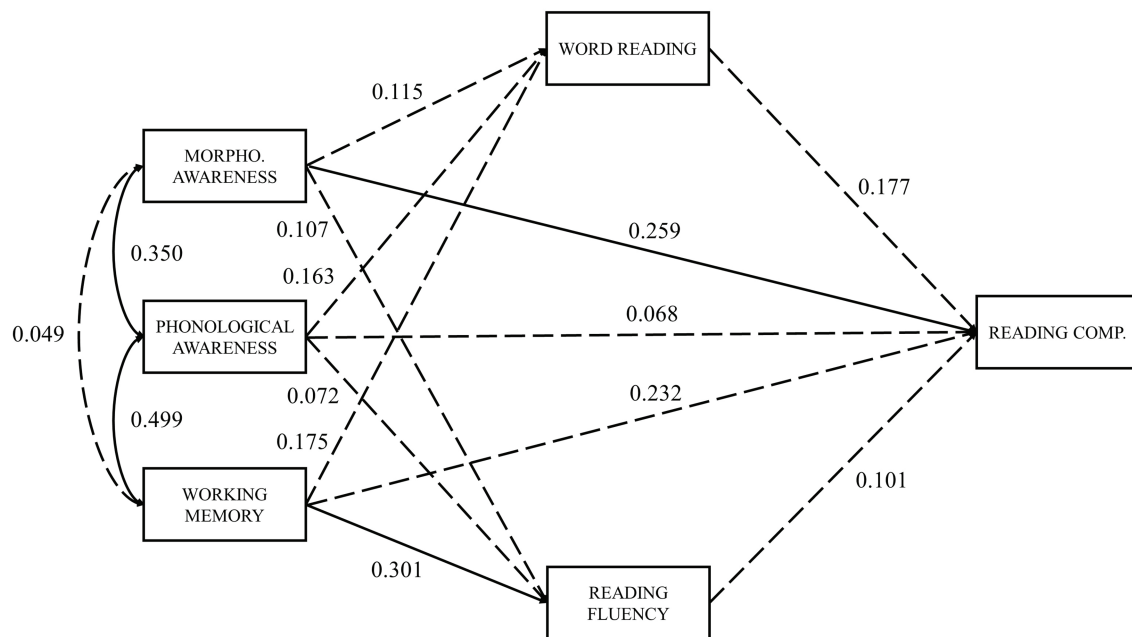 WORD READING
0.115
MORPHO.
AWARENESS
0.177
0.107
0.259
0.350
0.163
0.049
PHONOLOGICAL
AWARENESS
0.068
READING COMP.
0.072
0.232
0.499
0.175
WORKING
MEMORY
0.101
0.301
READING
FLUENCY